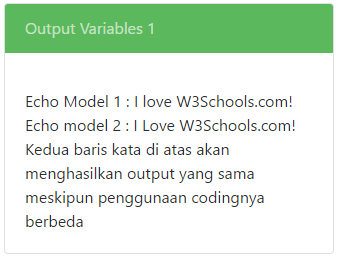 Output Variables 1
Echo Model 1 : I love W3Schools.com!
Echo model 2 : I Love W3Schools.com!
Kedua baris kata di atas akan
menghasilkan output yang sama
meskipun penggunaan codingnya
berbeda